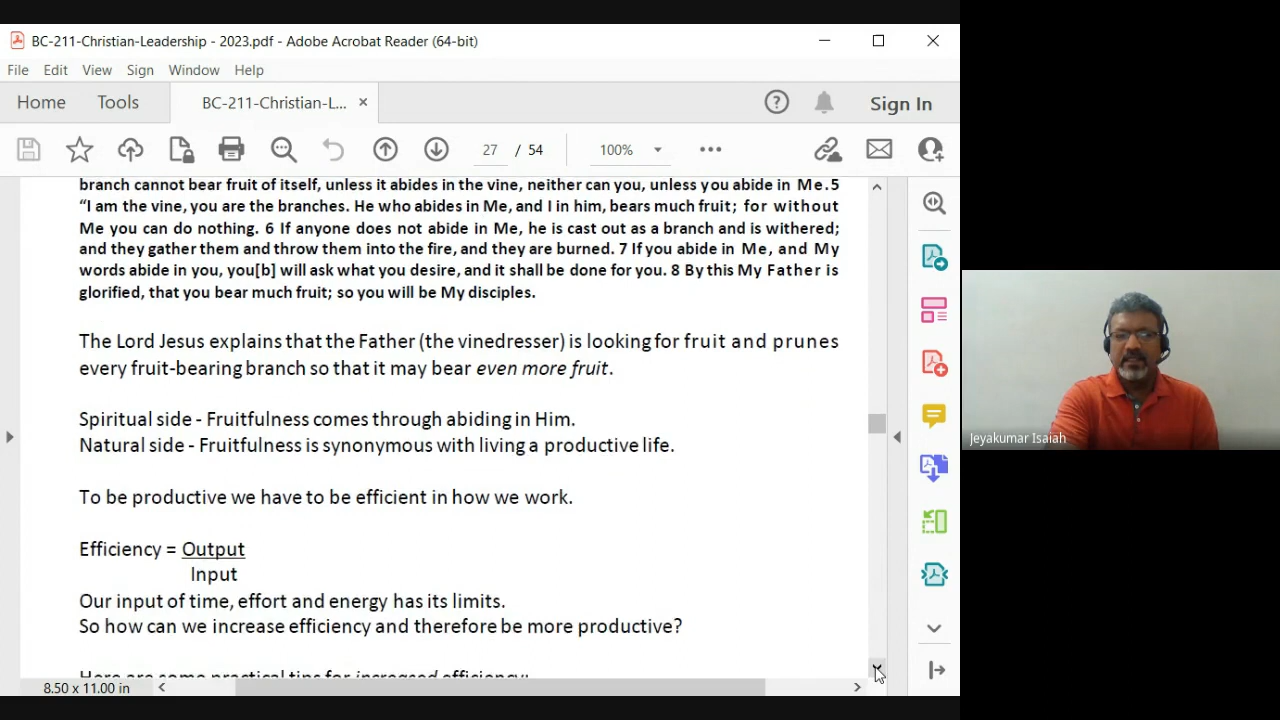 BC-211-Christian-Leadership - 2023.pdf - Adobe Acrobat Reader (64-bit)
File Edit View Sign Window Help
Home Tools BC-211-Christian-L... × Sign In
27 / 54 100%
branch cannot bear fruit of itself, unless it abides in the vine, neither can you, unless you abide in Me.5
“I am the vine, you are the branches. He who abides in Me, and I in him, bears much fruit; for without
Me you can do nothing. 6 If anyone does not abide in Me, he is cast out as a branch and is withered;
and they gather them and throw them into the fire, and they are burned. 7 If you abide in Me, and My
words abide in you, you[b] will ask what you desire, and it shall be done for you. 8 By this My Father is
glorified, that you bear much fruit; so you will be My disciples.
The Lord Jesus explains that the Father (the vinedresser) is looking for fruit and prunes
every fruit-bearing branch so that it may bear even more fruit.
Spiritual side - Fruitfulness comes through abiding in Him.
Natural side - Fruitfulness is synonymous with living a productive life.
To be productive we have to be efficient in how we work.
Efficiency = Output
Input
Our input of time, effort and energy has its limits.
So how can we increase efficiency and therefore be more productive?
Here are some practical tips for increased efficiency:
8.50 x 11.00 in
Jeyakumar Isaiah